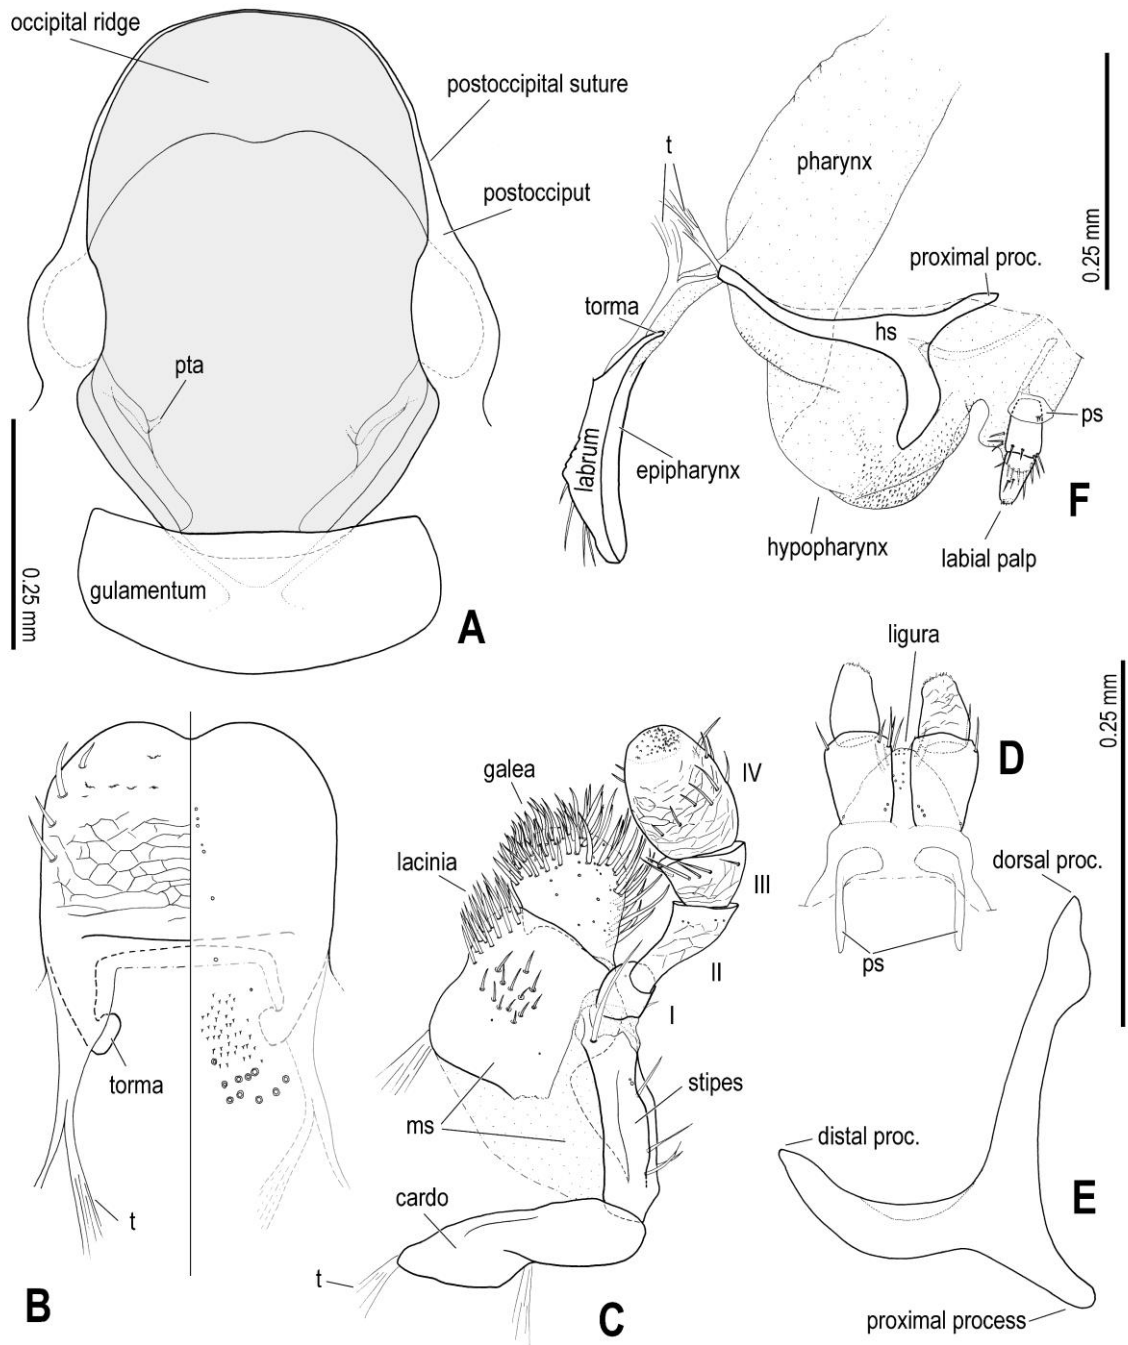 occipital ridge
postoccipital suture
postocciput
pta
0.25 mm
gulamentum
A
t
pharynx
0.25 mm
proximal proc.
torma
hs
ps
labrum
epipharynx
F
hypopharynx
labial palp
torma
t
B
galea
IV
lacinia
III
II
I
stipes
ms
cardo
t
C
ligura
D
0.25 mm
dorsal proc.
ps
distal proc.
E
proximal process